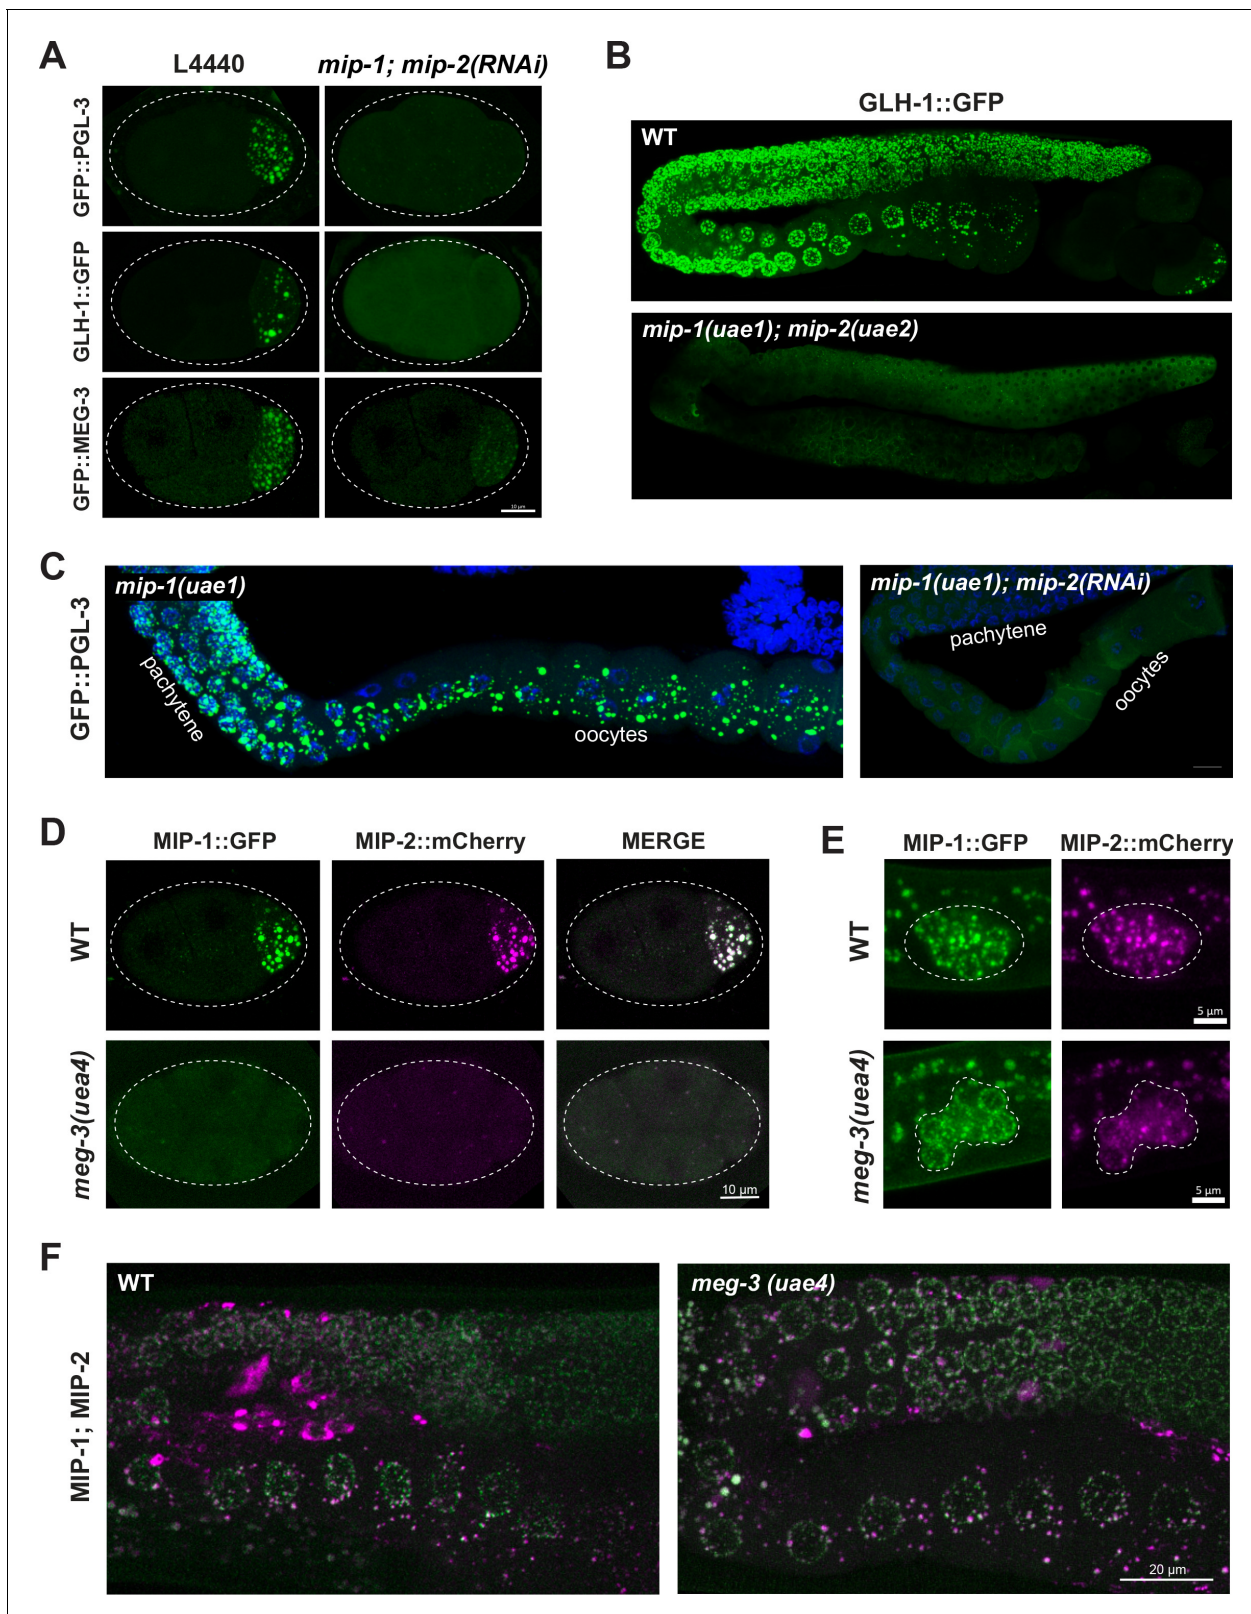 A
L4440
mip-1; mip-2(RNAi)
GFP::PGL-3
GLH-1::GFP
GFP::MEG-3
10 µm
B
GLH-1::GFP
WT
mip-1(uae1); mip-2(uae2)
C
GFP::PGL-3
mip-1(uae1)
pachytene
oocytes
mip-1(uae1); mip-2(RNAi)
pachytene
oocytes
D
MIP-1::GFP
MIP-2::mCherry
MERGE
WT
meg-3(uea4)
10 µm
E
MIP-1::GFP
MIP-2::mCherry
WT
5 µm
meg-3(uea4)
5 µm
F
MIP-1; MIP-2
WT
meg-3 (uae4)
20 µm